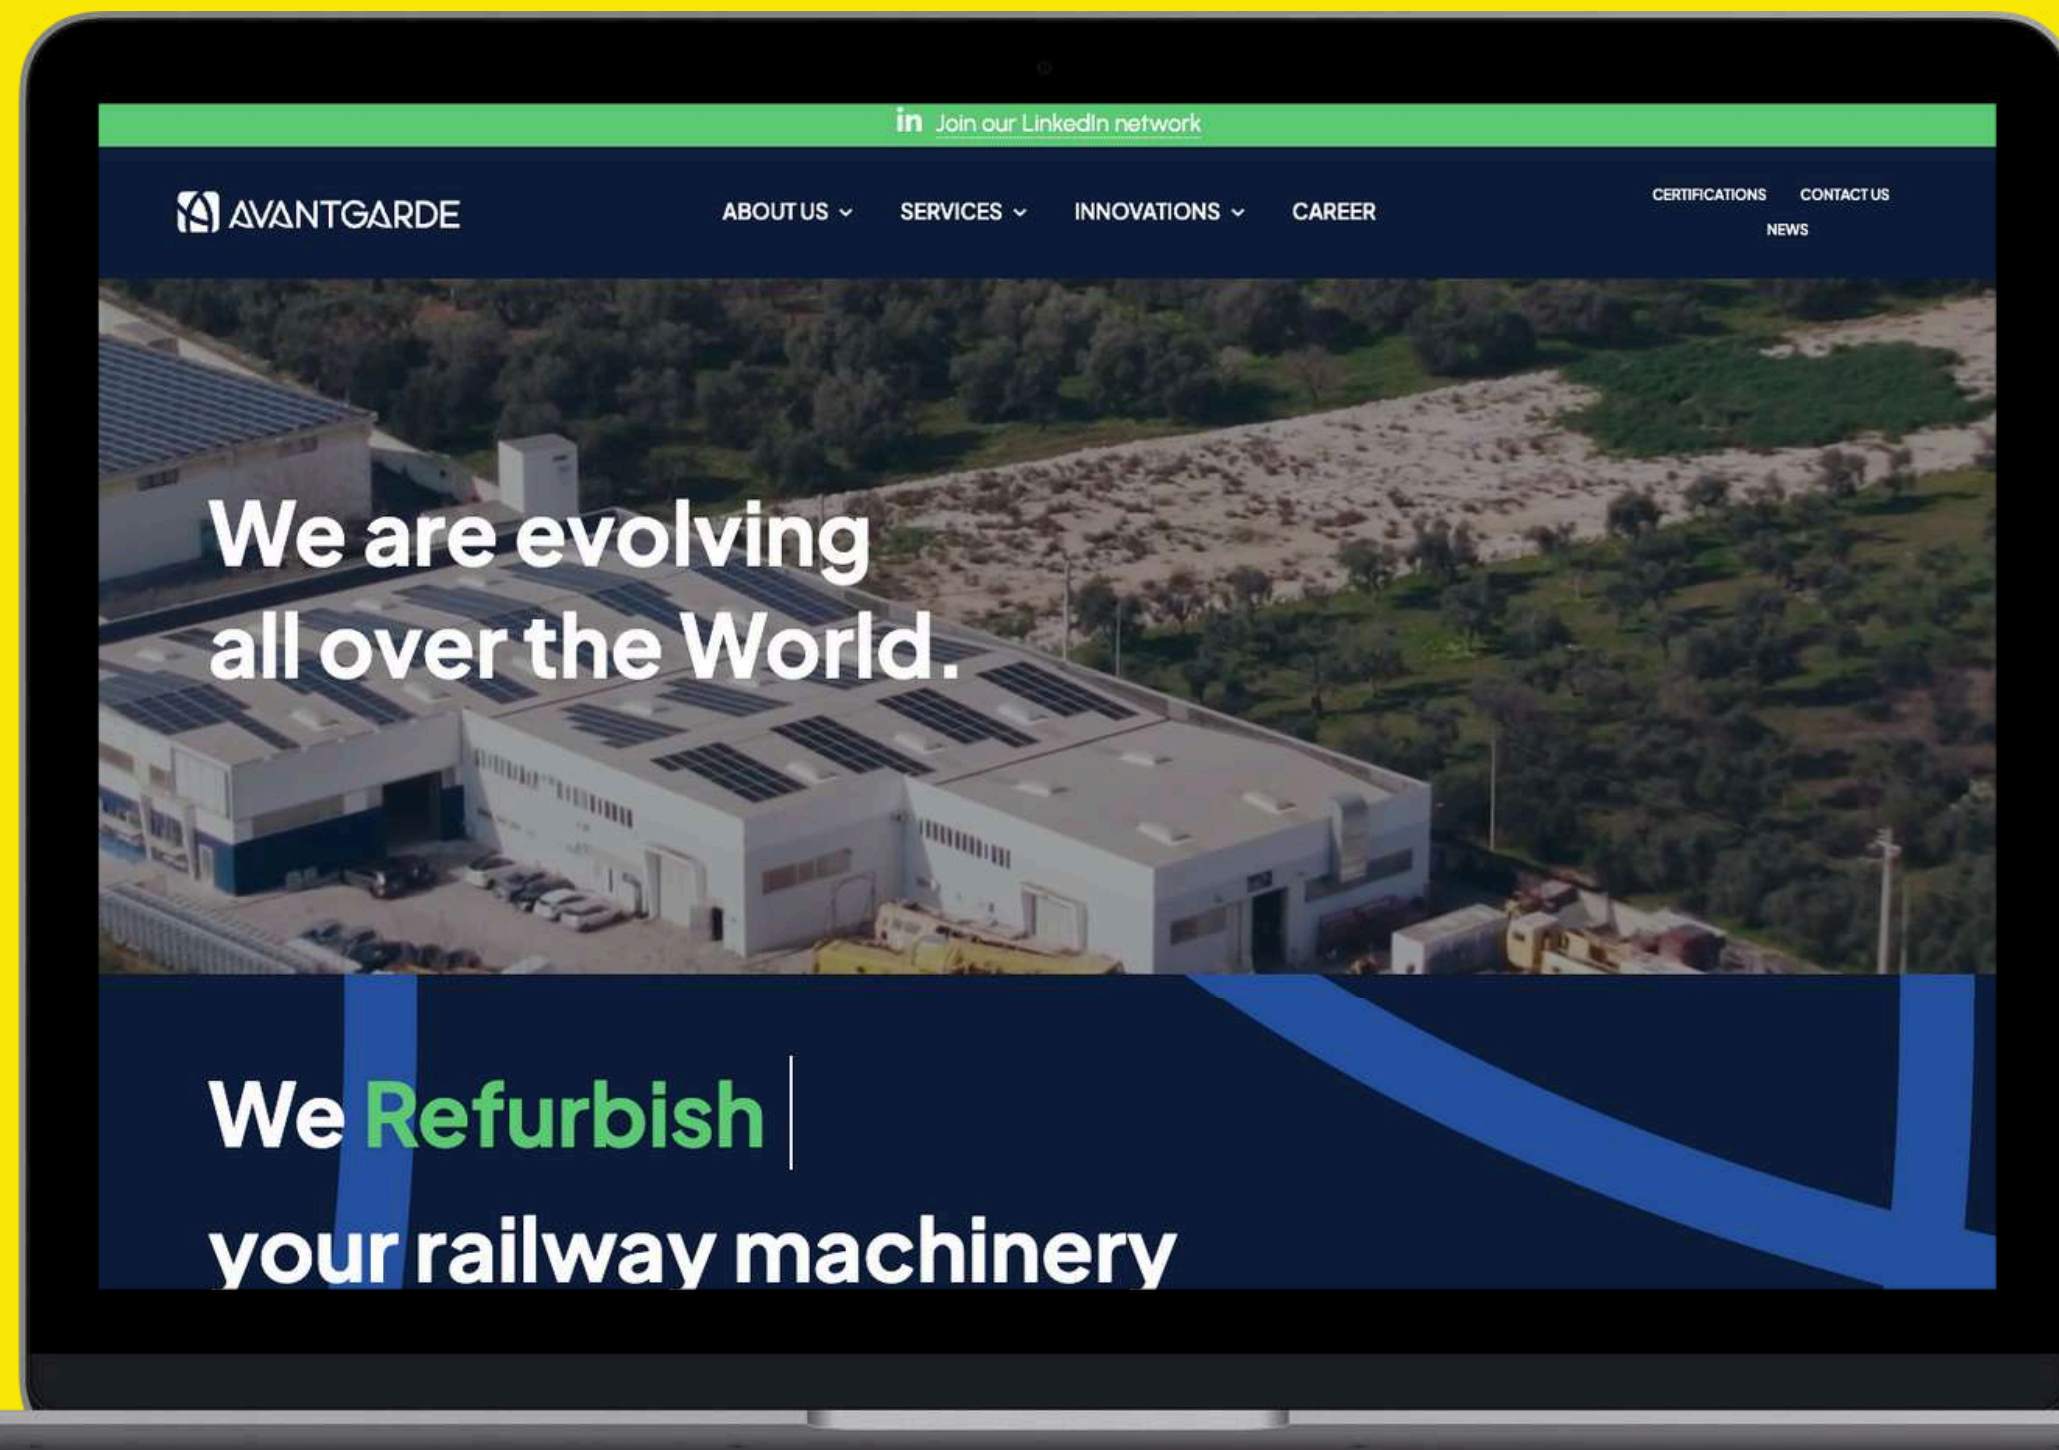 in Join our LinkedIn network
AVANTGARDE
ABOUT US
SERVICES
INNOVATIONS
CAREER
CERTIFICATIONS
CONTACT US
NEWS
We are evolving
all over the World.
We Refurbish
your railway machinery